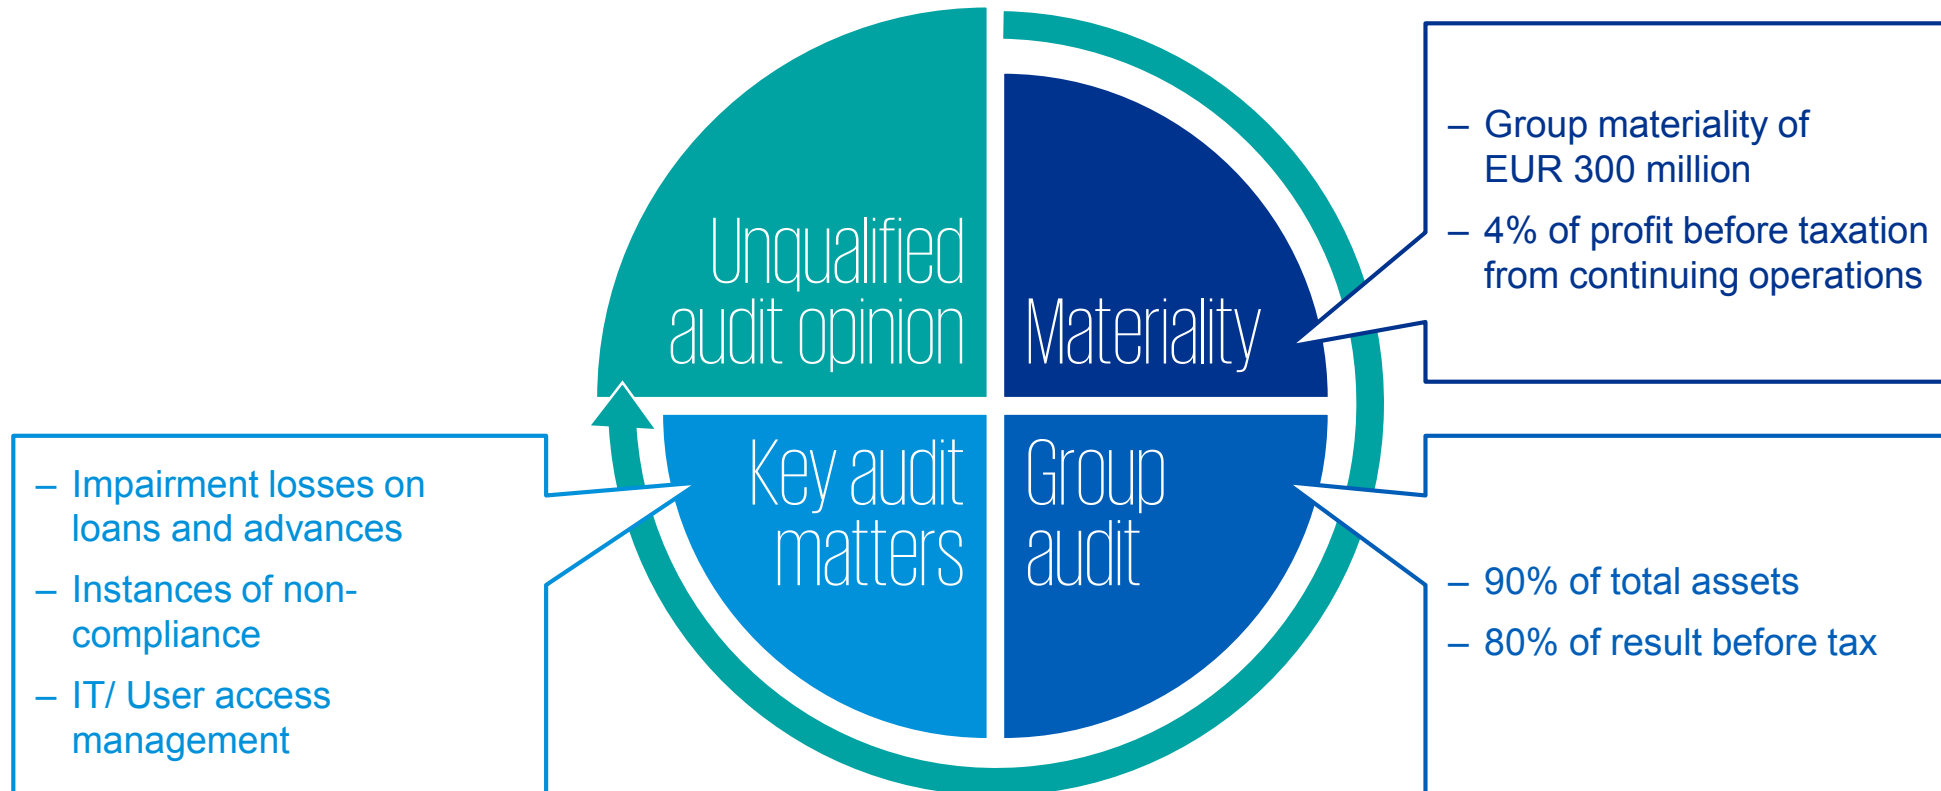 Unqualified
audit opinion
Materiality
– Group materiality of
EUR 300 million
– 4% of profit before taxation
from continuing operations
Key audit
matters
Group
audit
– Impairment losses on
loans and advances
– Instances of non-
compliance
– IT/ User access
management
– 90% of total assets
– 80% of result before tax